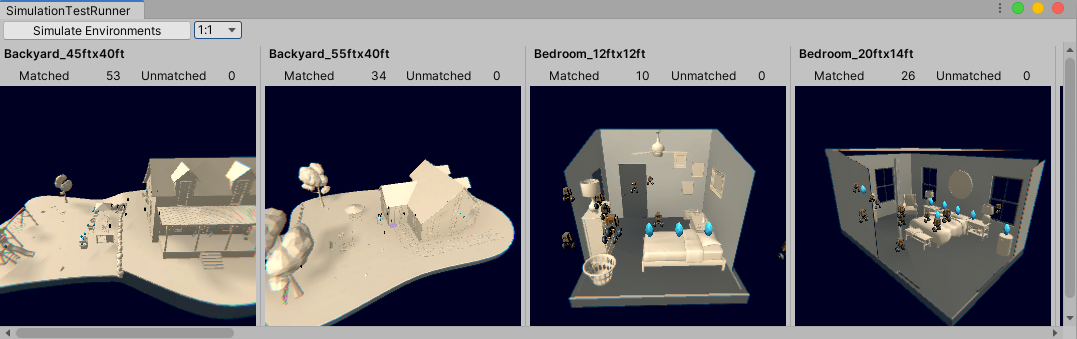 SimulationTestRunner
Simulate Environments 1:1
Backyard_45ftx40ft Backyard_55ftx40ft Bedroom_12ftx12ft Bedroom_20ftx14ft
Matched 53 Unmatched 0 Matched 34 Unmatched 0 Matched 10 Unmatched 0 Matched 26 Unmatched 0